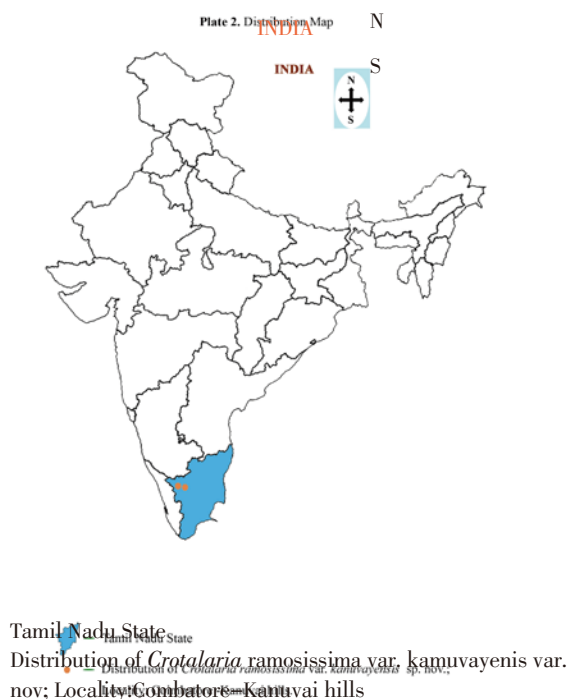 Plate 2. Distribution Map
N
INDIA
INDIA
S
N
S
Tamil Nadu State
Tamil Nadu State
Distribution of Crotalaria ramosissima var. kamuvayenis var.
Distribution of Crotalaria ramosissima var. kamuvayensis sp. nov.;
nov; Locality:Coimbatore-Kanuvai hills